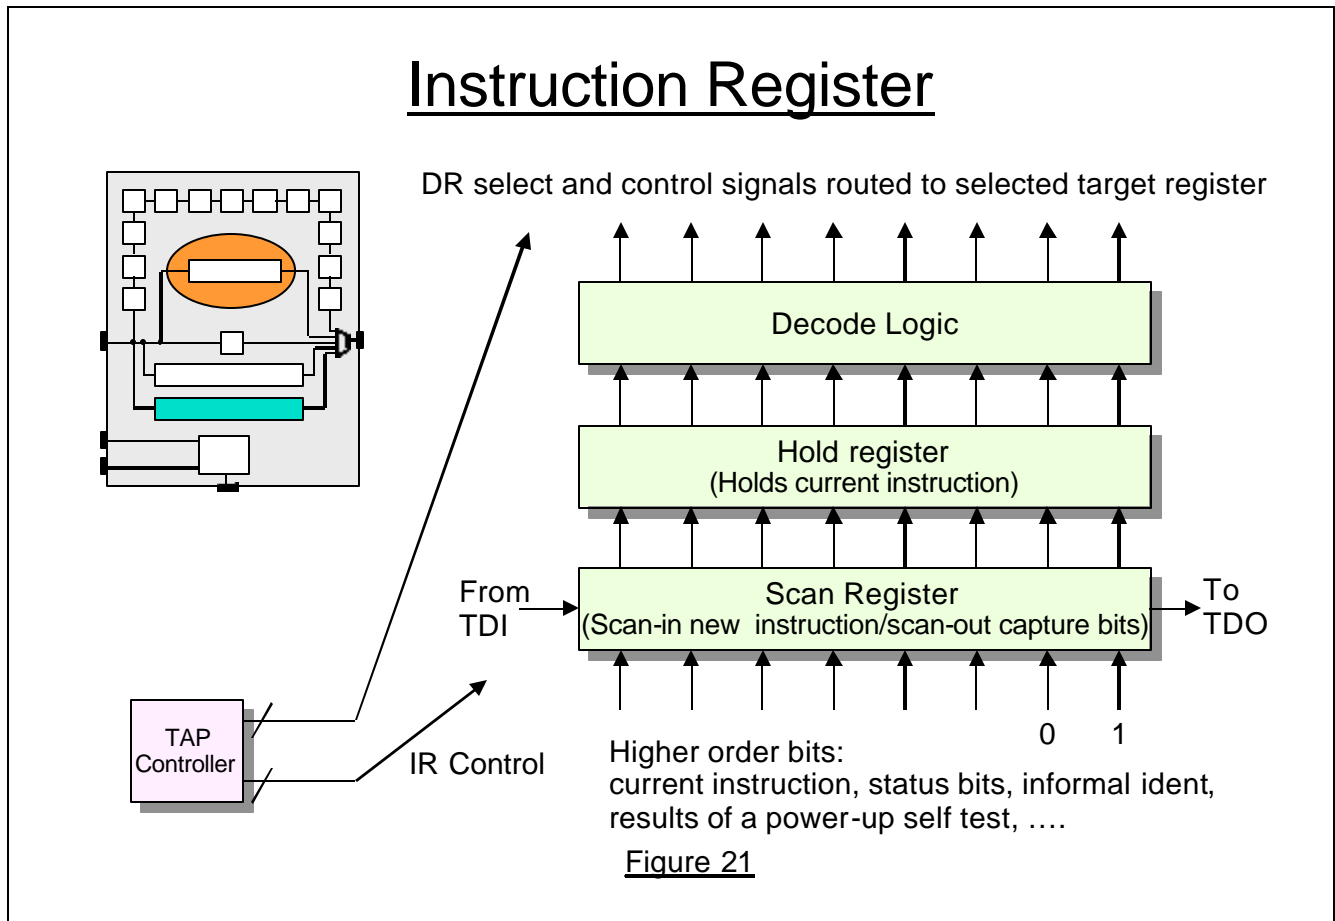 Instruction Register
DR select and control signals routed to selected target register
Decode Logic
Hold register
(Holds current instruction)
From
TDI
Scan Register
(Scan-in new instruction/scan-out capture bits)
To
TDO
0 1
TAP
Controller
IR Control
Higher order bits:
current instruction, status bits, informal ident,
results of a power-up self test, ....
Figure 21